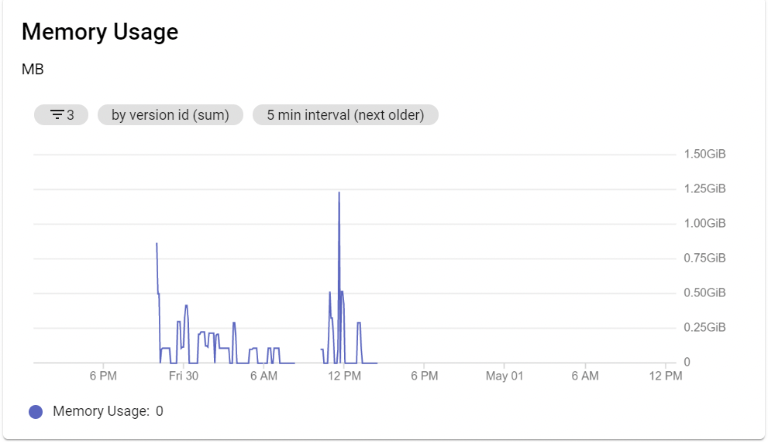 Memory Usage
MB
3
by version id (sum)
5 min interval (next older)
1.50GiB
1.25GiB
1.00GiB
0.75GiB
0.50GiB
0.25GiB
0
6 PM
Fri 30
6 AM
12 PM
6 PM
May 01
6 AM
12 PM
Memory Usage: 0